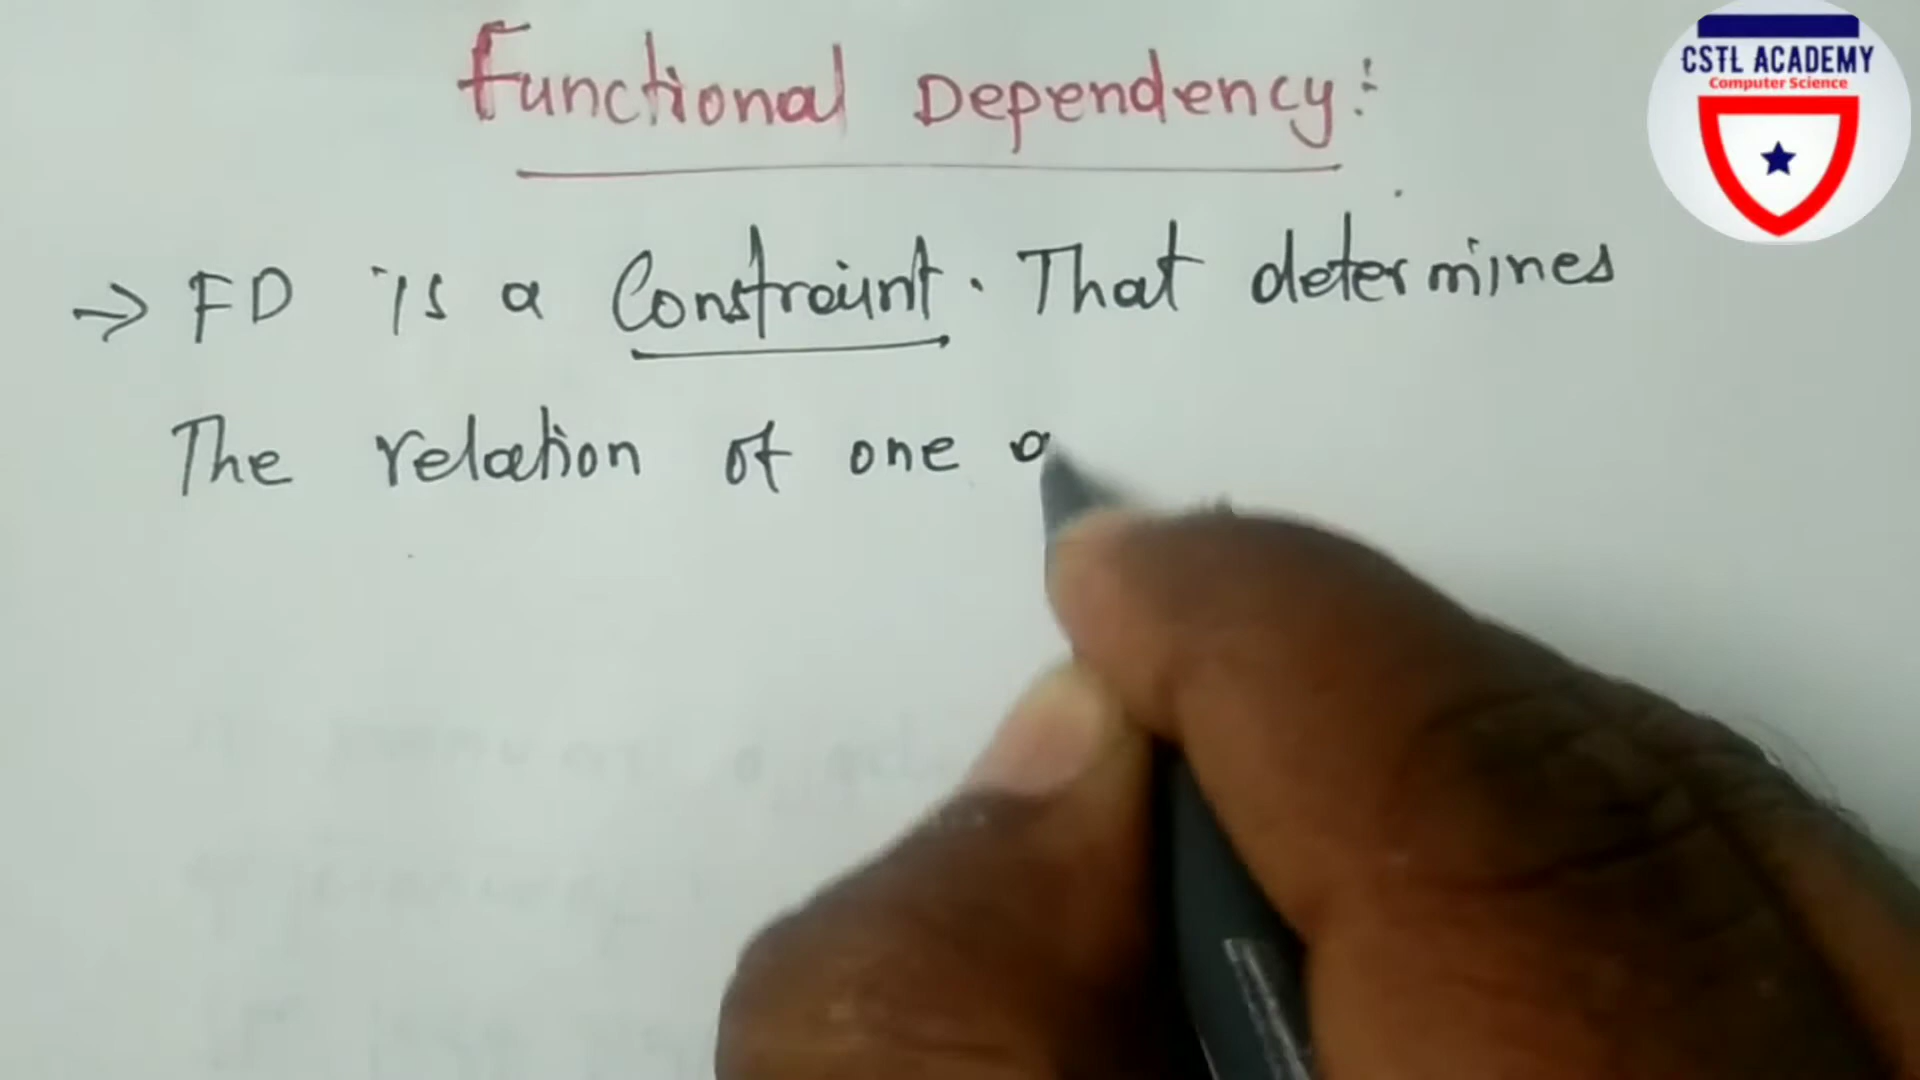 Functional Dependency:
CSTL ACADEMY
Computer Science
→ FD is a Constraint. That determines
The relation of one a